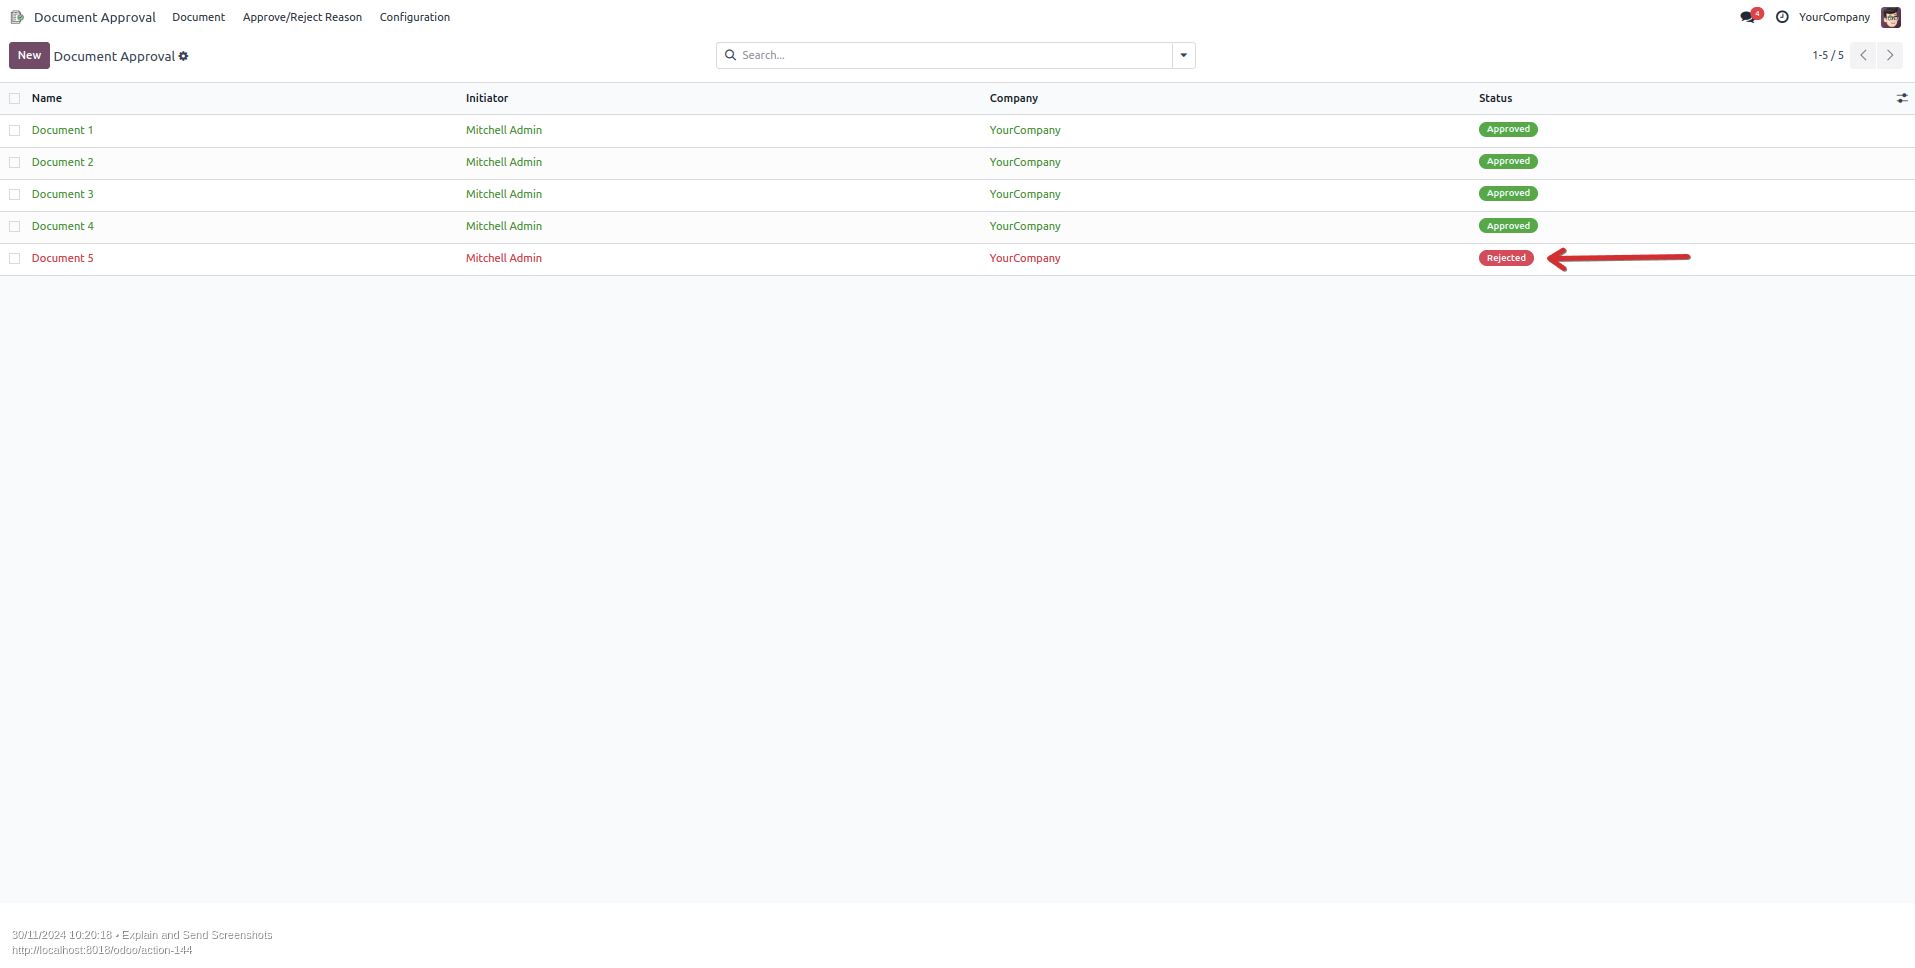 Document Approval Document Approve/Reject Reason Configuration 4 YourCompany
New Document Approval Search... 1-5 / 5
Name Initiator Company Status
Document 1 Mitchell Admin YourCompany Approved
Document 2 Mitchell Admin YourCompany Approved
Document 3 Mitchell Admin YourCompany Approved
Document 4 Mitchell Admin YourCompany Approved
Document 5 Mitchell Admin YourCompany Rejected
30/11/2024 10:20:18 • Explain and Send Screenshots
http://localhost:8018/odoo/action-144